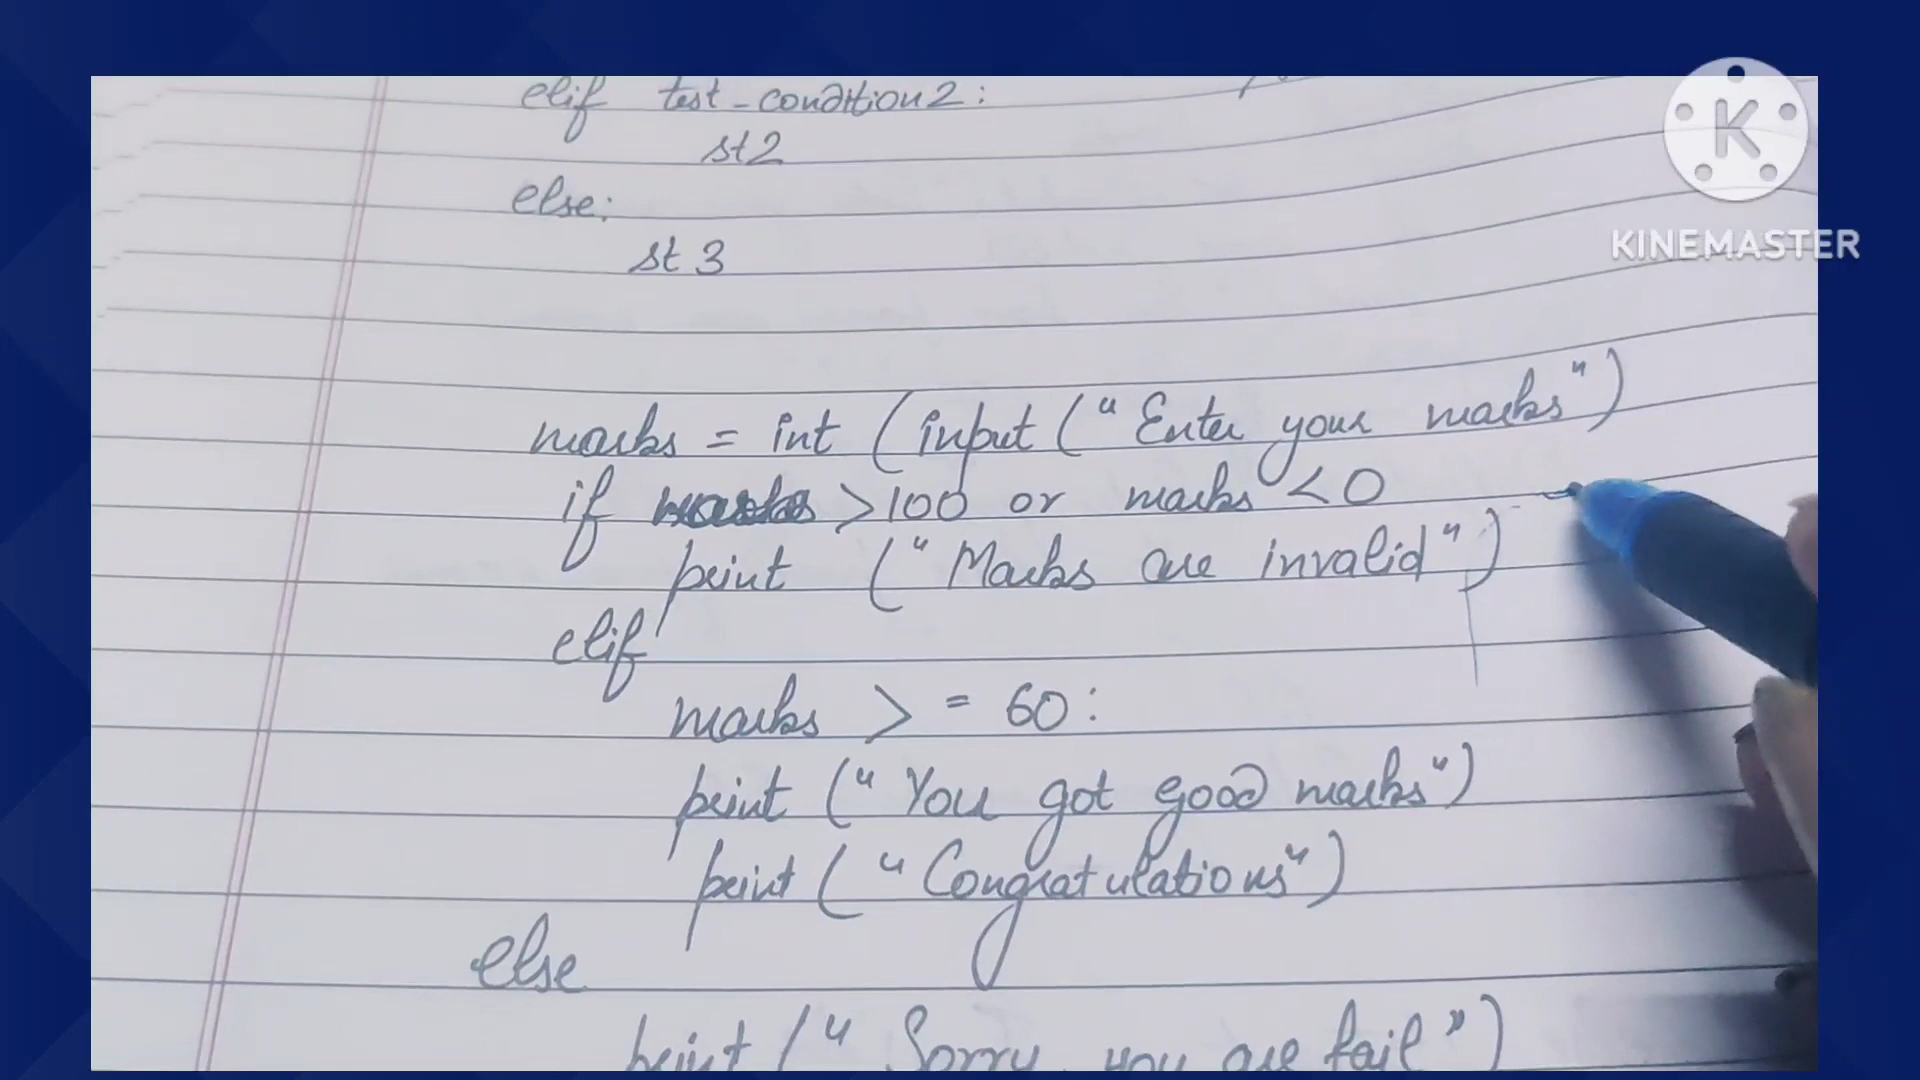 elif test-condition2:
st2
else:
st 3
marks = int (input ("Enter your marks")
if marks >100 or marks <0
print ("Marks are invalid")
elif
marks > = 60:
print ("You got good marks")
print ("Congratulations")
else
print ("Sorry you are fail")
K
KINEMASTER